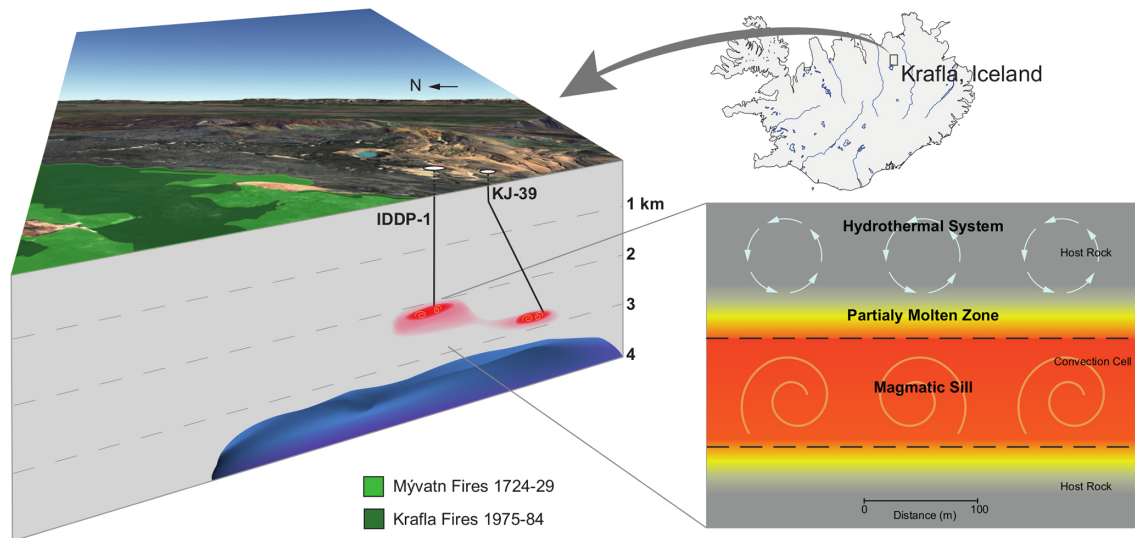 N
Krafla, Iceland
KJ-39
IDDP-1
1 km
2
3
4
Mývatn Fires 1724-29
Krafla Fires 1975-84
Hydrothermal System
Host Rock
Partialy Molten Zone
Convection Cell
Magmatic Sill
Host Rock
0
100
Distance (m)